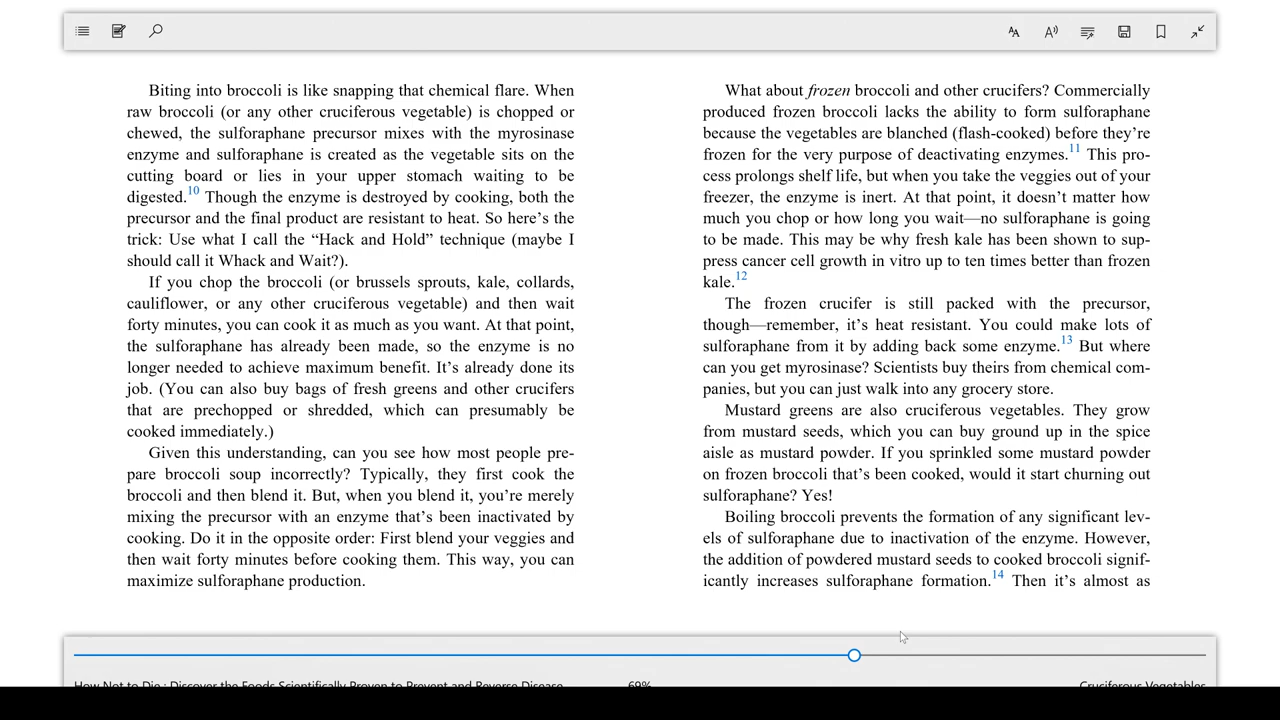 Biting into broccoli is like snapping that chemical flare. When
raw broccoli (or any other cruciferous vegetable) is chopped or
chewed, the sulforaphane precursor mixes with the myrosinase
enzyme and sulforaphane is created as the vegetable sits on the
cutting board or lies in your upper stomach waiting to be
digested.10 Though the enzyme is destroyed by cooking, both the
precursor and the final product are resistant to heat. So here’s the
trick: Use what I call the “Hack and Hold” technique (maybe I
should call it Whack and Wait?).
If you chop the broccoli (or brussels sprouts, kale, collards,
cauliflower, or any other cruciferous vegetable) and then wait
forty minutes, you can cook it as much as you want. At that point,
the sulforaphane has already been made, so the enzyme is no
longer needed to achieve maximum benefit. It’s already done its
job. (You can also buy bags of fresh greens and other crucifers
that are prechopped or shredded, which can presumably be
cooked immediately.)
Given this understanding, can you see how most people pre-
pare broccoli soup incorrectly? Typically, they first cook the
broccoli and then blend it. But, when you blend it, you’re merely
mixing the precursor with an enzyme that’s been inactivated by
cooking. Do it in the opposite order: First blend your veggies and
then wait forty minutes before cooking them. This way, you can
maximize sulforaphane production.
What about frozen broccoli and other crucifers? Commercially
produced frozen broccoli lacks the ability to form sulforaphane
because the vegetables are blanched (flash-cooked) before they’re
frozen for the very purpose of deactivating enzymes.11 This pro-
cess prolongs shelf life, but when you take the veggies out of your
freezer, the enzyme is inert. At that point, it doesn’t matter how
much you chop or how long you wait—no sulforaphane is going
to be made. This may be why fresh kale has been shown to sup-
press cancer cell growth in vitro up to ten times better than frozen
kale.12
The frozen crucifer is still packed with the precursor,
though—remember, it’s heat resistant. You could make lots of
sulforaphane from it by adding back some enzyme.13 But where
can you get myrosinase? Scientists buy theirs from chemical com-
panies, but you can just walk into any grocery store.
Mustard greens are also cruciferous vegetables. They grow
from mustard seeds, which you can buy ground up in the spice
aisle as mustard powder. If you sprinkled some mustard powder
on frozen broccoli that’s been cooked, would it start churning out
sulforaphane? Yes!
Boiling broccoli prevents the formation of any significant lev-
els of sulforaphane due to inactivation of the enzyme. However,
the addition of powdered mustard seeds to cooked broccoli signif-
icantly increases sulforaphane formation.14 Then it’s almost as
How Not to Die : Discover the Foods Scientifically Proven to Prevent and Reverse Disease
69%
Cruciferous Vegetables